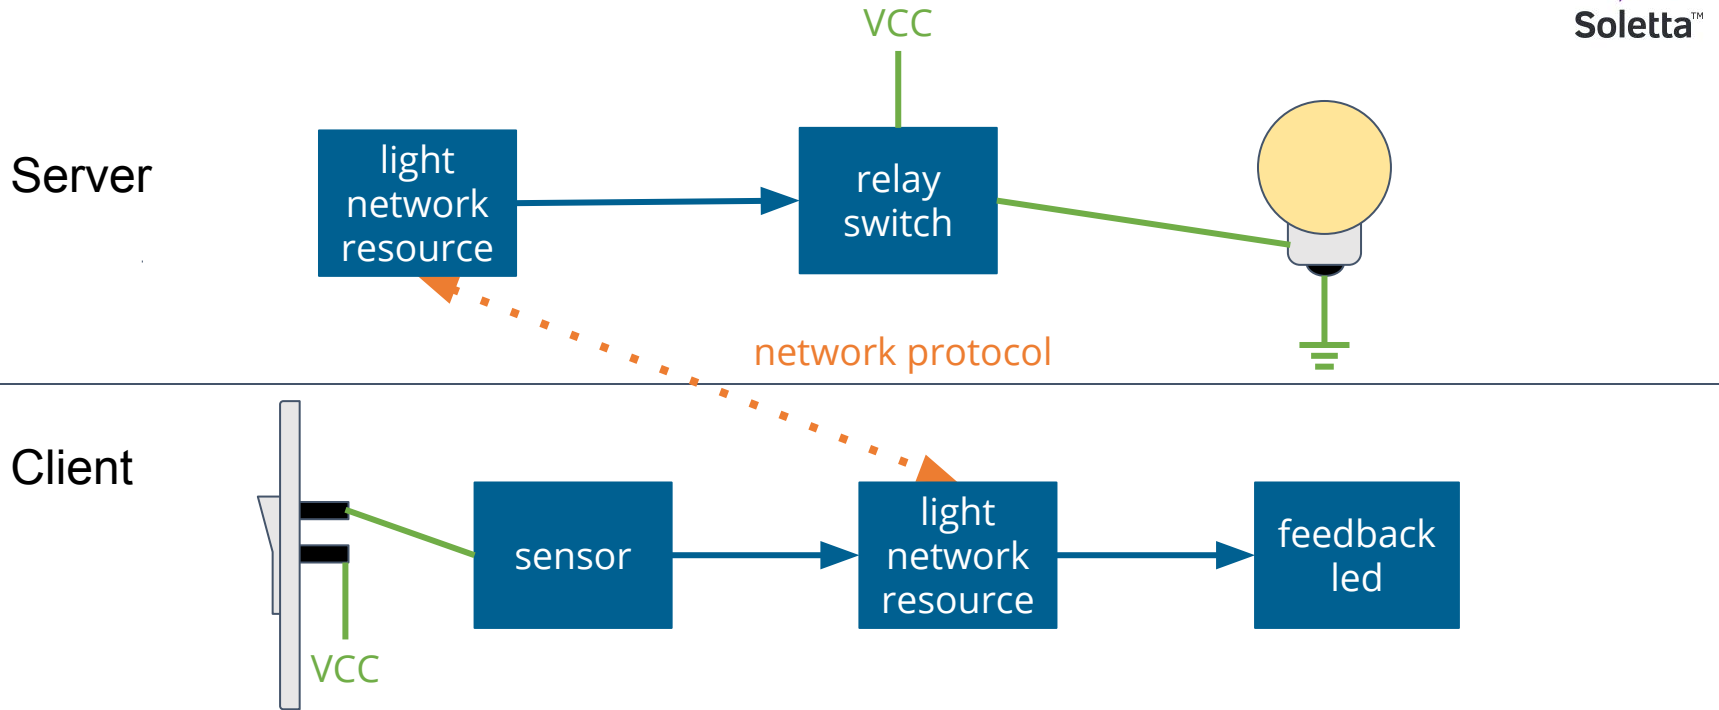 VCC
Soletta™
Server
light
network
resource
relay
switch
network protocol
Client
sensor
light
network
resource
feedback
led
VCC